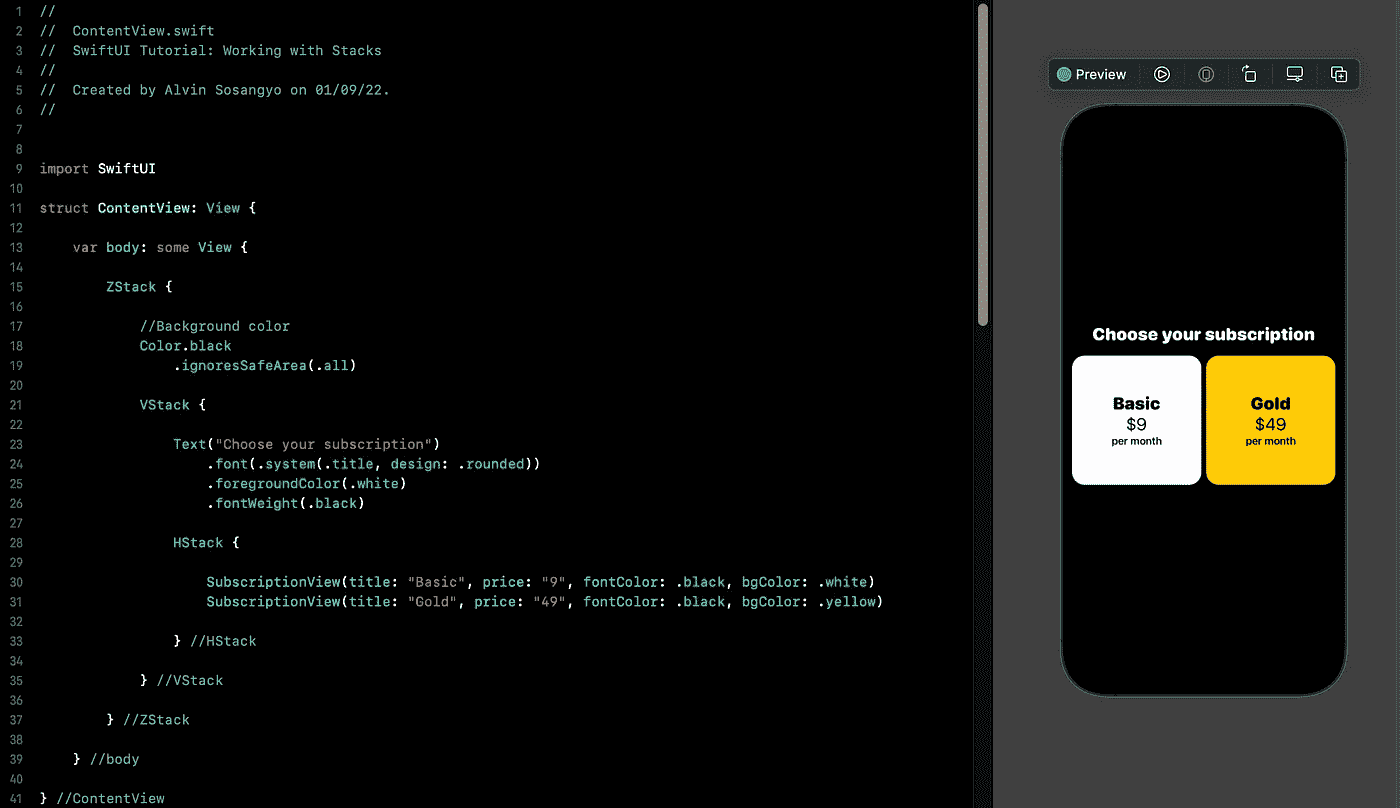 1 //
2 //  ContentView.swift
3 //  SwiftUI Tutorial: Working with Stacks
4 //
5 //  Created by Alvin Sosangyo on 01/09/22.
6 //
7
8
9 import SwiftUI
10
11 struct ContentView: View {
12
13     var body: some View {
14
15         ZStack {
16
17             //Background color
18             Color.black
19                 .ignoresSafeArea(.all)
20
21             VStack {
22
23                 Text("Choose your subscription")
24                     .font(.system(.title, design: .rounded))
25                     .foregroundColor(.white)
26                     .fontWeight(.black)
27
28                 HStack {
29
30                     SubscriptionView(title: "Basic", price: "9", fontColor: .black, bgColor: .white)
31                     SubscriptionView(title: "Gold", price: "49", fontColor: .black, bgColor: .yellow)
32
33                 } //HStack
34
35             } //VStack
36
37         } //ZStack
38
39     } //body
40
41 } //ContentView
Preview
Choose your subscription
Basic
$9
per month
Gold
$49
per month